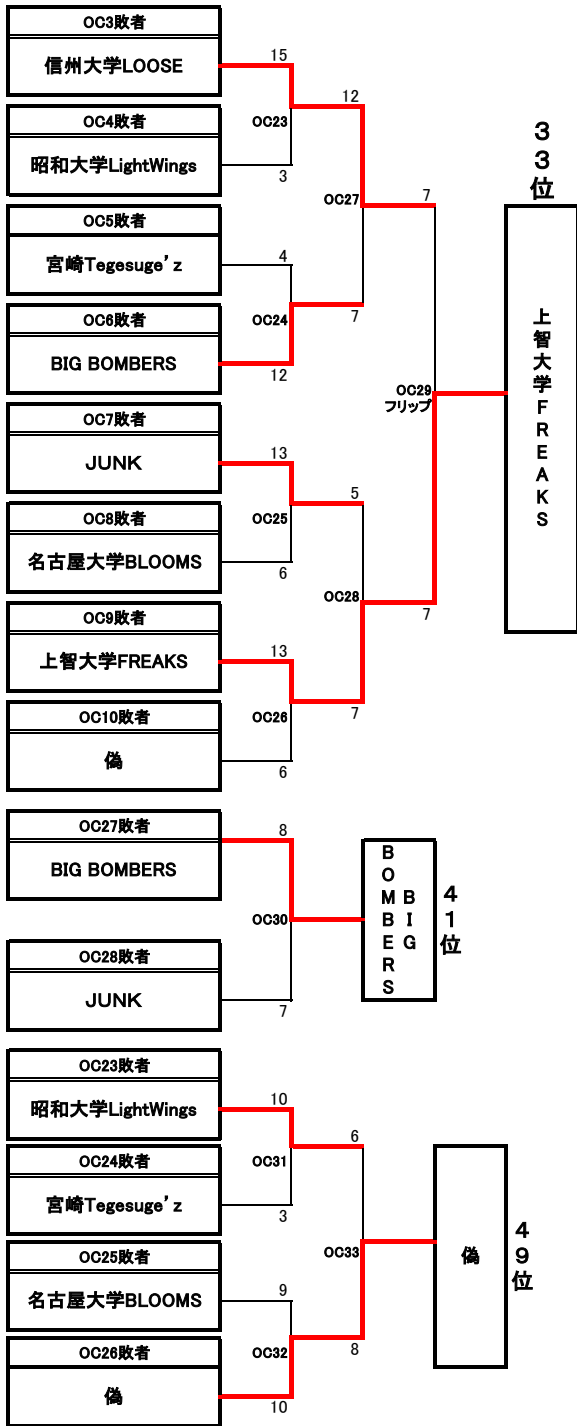 OC3敗者
信州大学LOOSE
15
12
OC4敗者
OC23
昭和大学LightWings
3
33位
OC27
7
OC5敗者
宮崎Tegesuge'z
4
OC6敗者
OC24
7
BIG BOMBERS
12
上智大学FREAKS
OC29
フリップ
OC7敗者
JUNK
13
5
OC8敗者
OC25
名古屋大学BLOOMS
6
OC28
7
OC9敗者
上智大学FREAKS
13
OC10敗者
OC26
7
偽
6
OC27敗者
BIG BOMBERS
8
BIG
BOMBERS
41位
OC30
OC28敗者
JUNK
7
OC23敗者
昭和大学LightWings
10
6
OC24敗者
OC31
宮崎Tegesuge'z
3
49位
OC33
偽
OC25敗者
名古屋大学BLOOMS
9
OC26敗者
OC32
8
偽
10